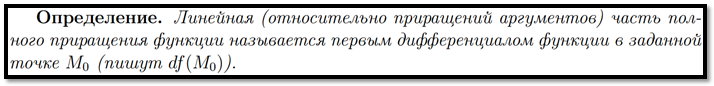 Определение. Линейная (относительно приращений аргументов) часть пол-
ного приращения функции называется первым дифференциалом функции в заданной
точке M₀ (пишут df(M₀)).